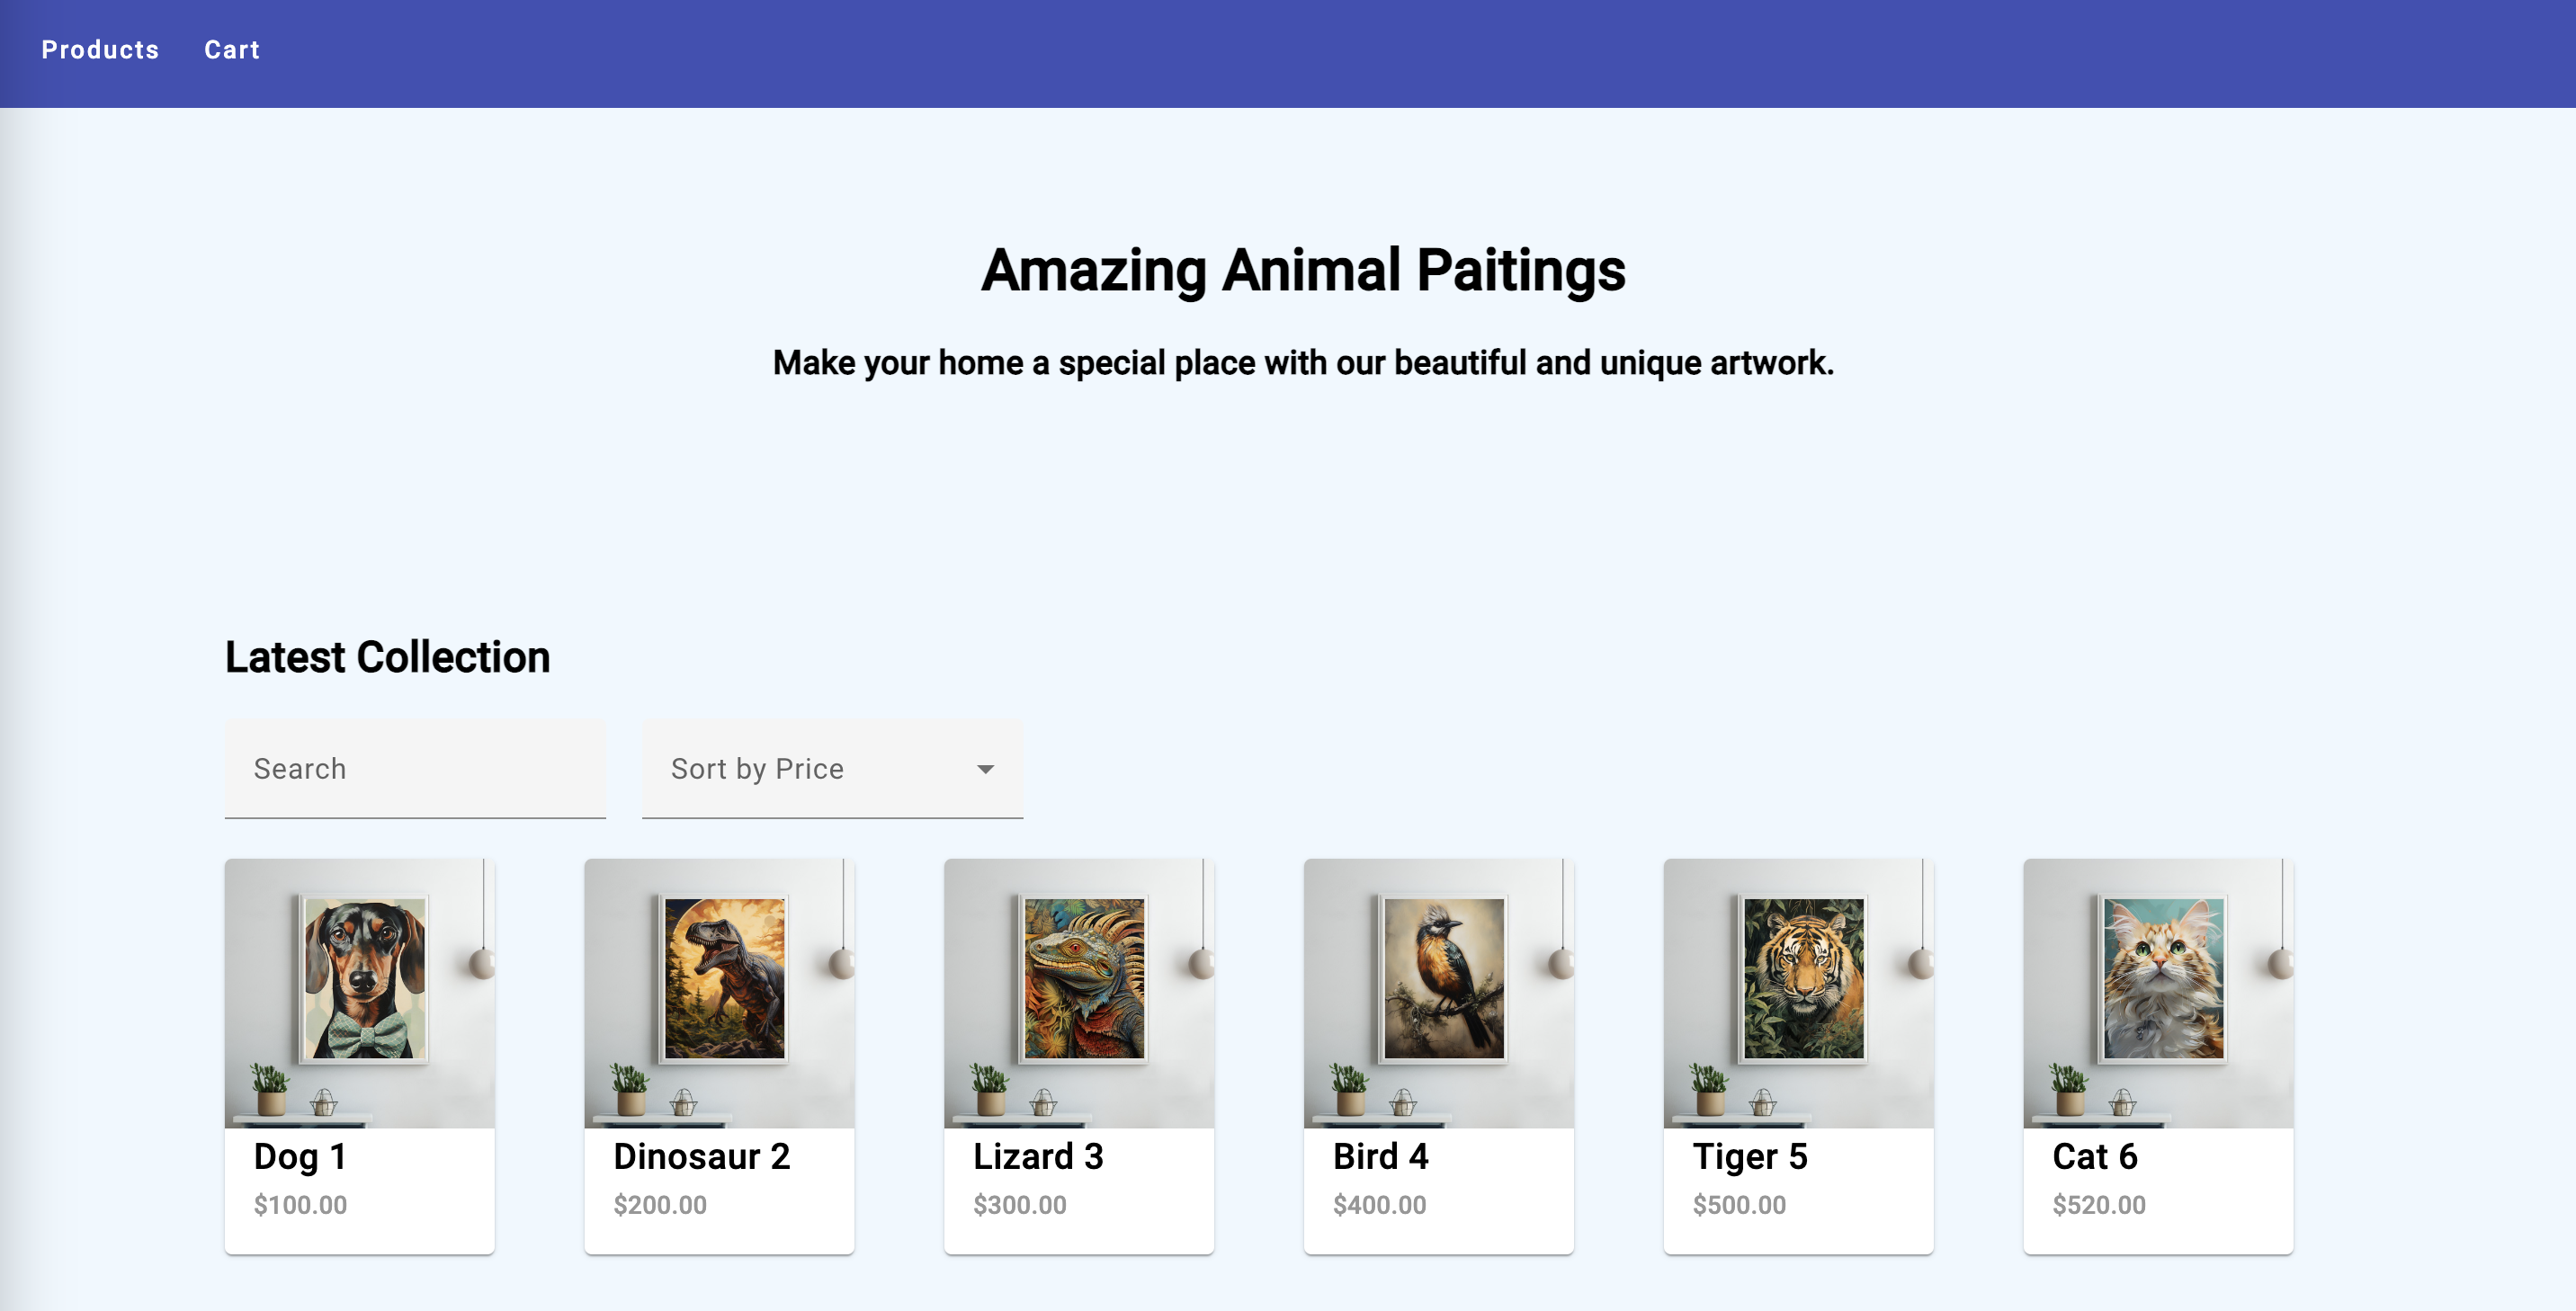 Products Cart
Amazing Animal Paitings
Make your home a special place with our beautiful and unique artwork.
Latest Collection
Search Sort by Price
Dog 1 Dinosaur 2 Lizard 3 Bird 4 Tiger 5 Cat 6
$100.00 $200.00 $300.00 $400.00 $500.00 $520.00